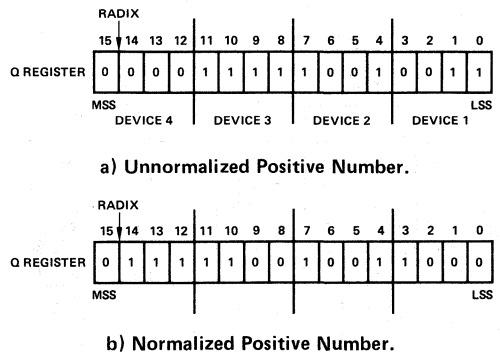 RADIX
15 14 13 12 11 10 9 8 7 6 5 4 3 2 1 0
Q REGISTER 0 0 0 0 1 1 1 1 1 0 0 1 0 0 1 1
MSS LSS
DEVICE 4 DEVICE 3 DEVICE 2 DEVICE 1
a) Unnormalized Positive Number.
RADIX
15 14 13 12 11 10 9 8 7 6 5 4 3 2 1 0
Q REGISTER 0 1 1 1 1 1 0 0 1 0 0 1 1 0 0 0
MSS LSS
b) Normalized Positive Number.